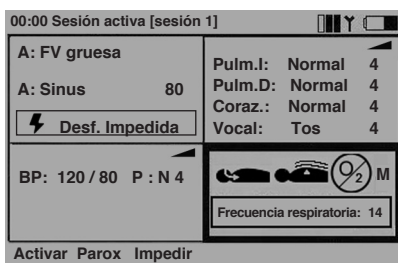 00:00 Sesión activa [sesión 1]
A: FV gruesa
A: Sinus 80
Desf. Impedida
Pulm.I: Normal 4
Pulm.D: Normal 4
Coraz.: Normal 4
Vocal: Tos 4
BP: 120 / 80 P : N 4
O2 M
Frecuencia respiratoria: 14
Activar Parox Impedir